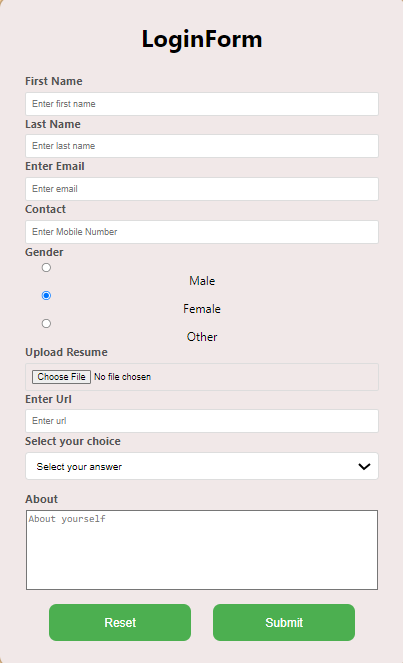 LoginForm
First Name
Enter first name
Last Name
Enter last name
Enter Email
Enter email
Contact
Enter Mobile Number
Gender
Male
Female
Other
Upload Resume
Choose File No file chosen
Enter Url
Enter url
Select your choice
Select your answer
About
About yourself
Reset Submit